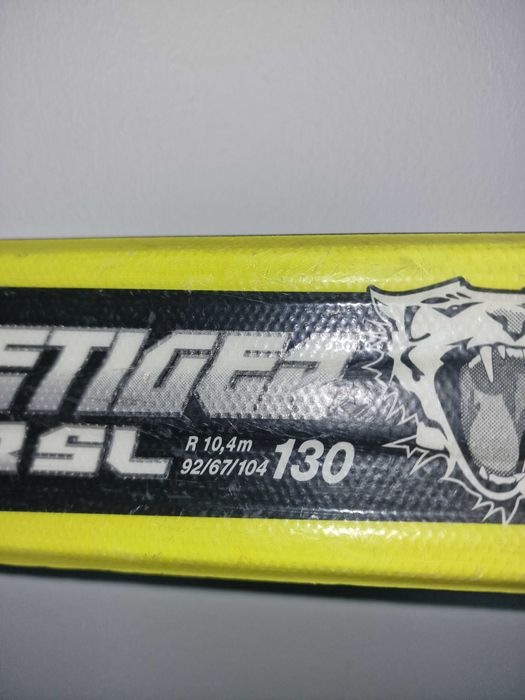 ETIGER
RSL
R 10,4m
92/67/104 130